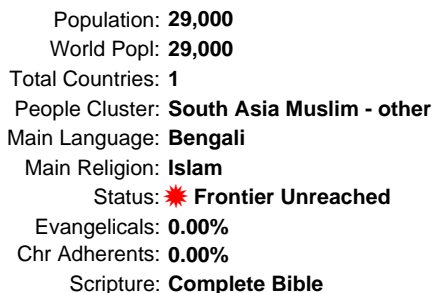 Population: 29,000
World Popl: 29,000
Total Countries: 1
People Cluster: South Asia Muslim - other
Main Language: Bengali
Main Religion: Islam
Status: Frontier Unreached
Evangelicals: 0.00%
Chr Adherents: 0.00%
Scripture: Complete Bible